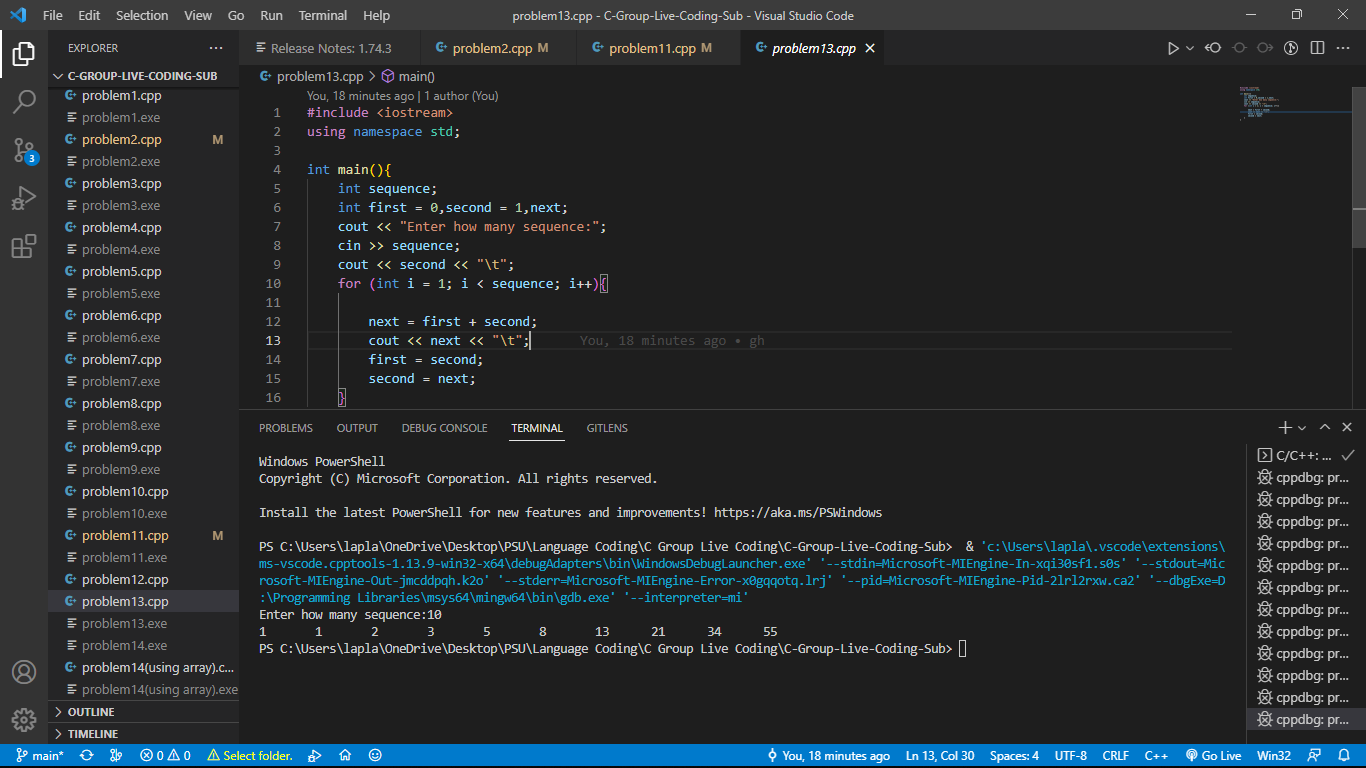 File Edit Selection View Go Run Terminal Help problem13.cpp - C-Group-Live-Coding-Sub - Visual Studio Code
EXPLORER
C-GROUP-LIVE-CODING-SUB
problem1.cpp
problem1.exe
problem2.cpp M
problem2.exe
problem3.cpp
problem3.exe
problem4.cpp
problem4.exe
problem5.cpp
problem5.exe
problem6.cpp
problem6.exe
problem7.cpp
problem7.exe
problem8.cpp
problem8.exe
problem9.cpp
problem9.exe
problem10.cpp
problem10.exe
problem11.cpp M
problem11.exe
problem12.cpp
problem13.cpp
problem13.exe
problem14.exe
problem14(using array).c...
problem14(using array).exe
OUTLINE
TIMELINE
3
Release Notes: 1.74.3 problem2.cpp M problem11.cpp M problem13.cpp
problem13.cpp > main()
You, 18 minutes ago | 1 author (You)
1 #include <iostream>
2 using namespace std;
3
4 int main(){
5 int sequence;
6 int first = 0,second = 1,next;
7 cout << "Enter how many sequence:";
8 cin >> sequence;
9 cout << second << "\t";
10 for (int i = 1; i < sequence; i++){
11
12 next = first + second;
13 cout << next << "\t"; You, 18 minutes ago • gh
14 first = second;
15 second = next;
16 }
PROBLEMS OUTPUT DEBUG CONSOLE TERMINAL GITLENS
Windows PowerShell
Copyright (C) Microsoft Corporation. All rights reserved.
Install the latest PowerShell for new features and improvements! https://aka.ms/PSWindows
PS C:\Users\lapla\OneDrive\Desktop\PSU\Language Coding\C Group Live Coding\C-Group-Live-Coding-Sub> & 'c:\Users\lapla\.vscode\extensions\
ms-vscode.cpptools-1.13.9-win32-x64\debugAdapters\bin\WindowsDebugLauncher.exe' '--stdin=Microsoft-MIEngine-In-xqi30sf1.s0s' '--stdout=Mic
rosoft-MIEngine-Out-jmcddpqh.k2o' '--stderr=Microsoft-MIEngine-Error-x0gqqotq.lrj' '--pid=Microsoft-MIEngine-Pid-2lrl2rxw.ca2' '--dbgExe=D
:\Programming Libraries\msys64\mingw64\bin\gdb.exe' '--interpreter=mi'
Enter how many sequence:10
1 1 2 3 5 8 13 21 34 55
PS C:\Users\lapla\OneDrive\Desktop\PSU\Language Coding\C Group Live Coding\C-Group-Live-Coding-Sub>
C/C++: ...
cppdbg: pr...
cppdbg: pr...
cppdbg: pr...
cppdbg: pr...
cppdbg: pr...
cppdbg: pr...
cppdbg: pr...
cppdbg: pr...
cppdbg: pr...
cppdbg: pr...
cppdbg: pr...
cppdbg: pr...
main* 0 0 Select folder. You, 18 minutes ago Ln 13, Col 30 Spaces: 4 UTF-8 CRLF C++ Go Live Win32